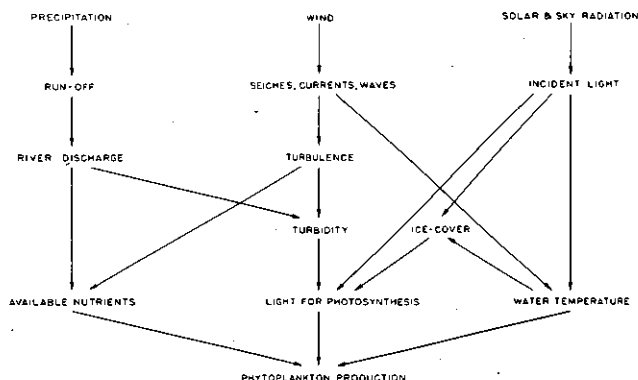 PRECIPITATION WIND SOLAR & SKY RADIATION
RUN-OFF SEICHES, CURRENTS, WAVES INCIDENT LIGHT
RIVER DISCHARGE TURBULENCE
TURBIDITY ICE-COVER
AVAILABLE NUTRIENTS LIGHT FOR PHOTOSYNTHESIS WATER TEMPERATURE
PHYTOPLANKTON PRODUCTION